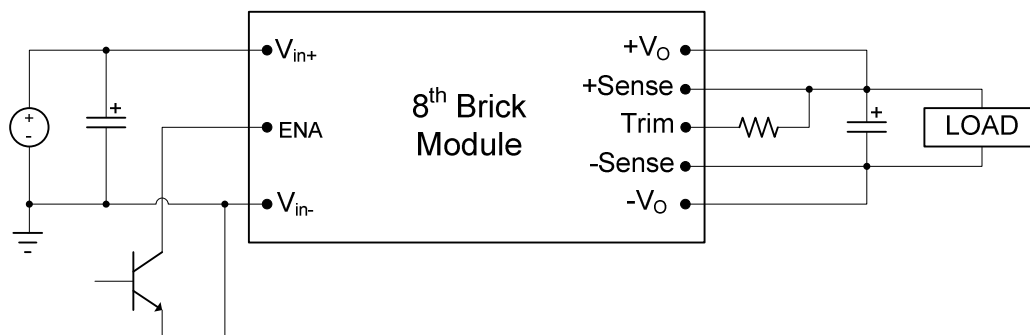 Vin+
ENA
Vin-
8th Brick
Module
+VO
+Sense
Trim
-Sense
-VO
+
-
+
+
LOAD